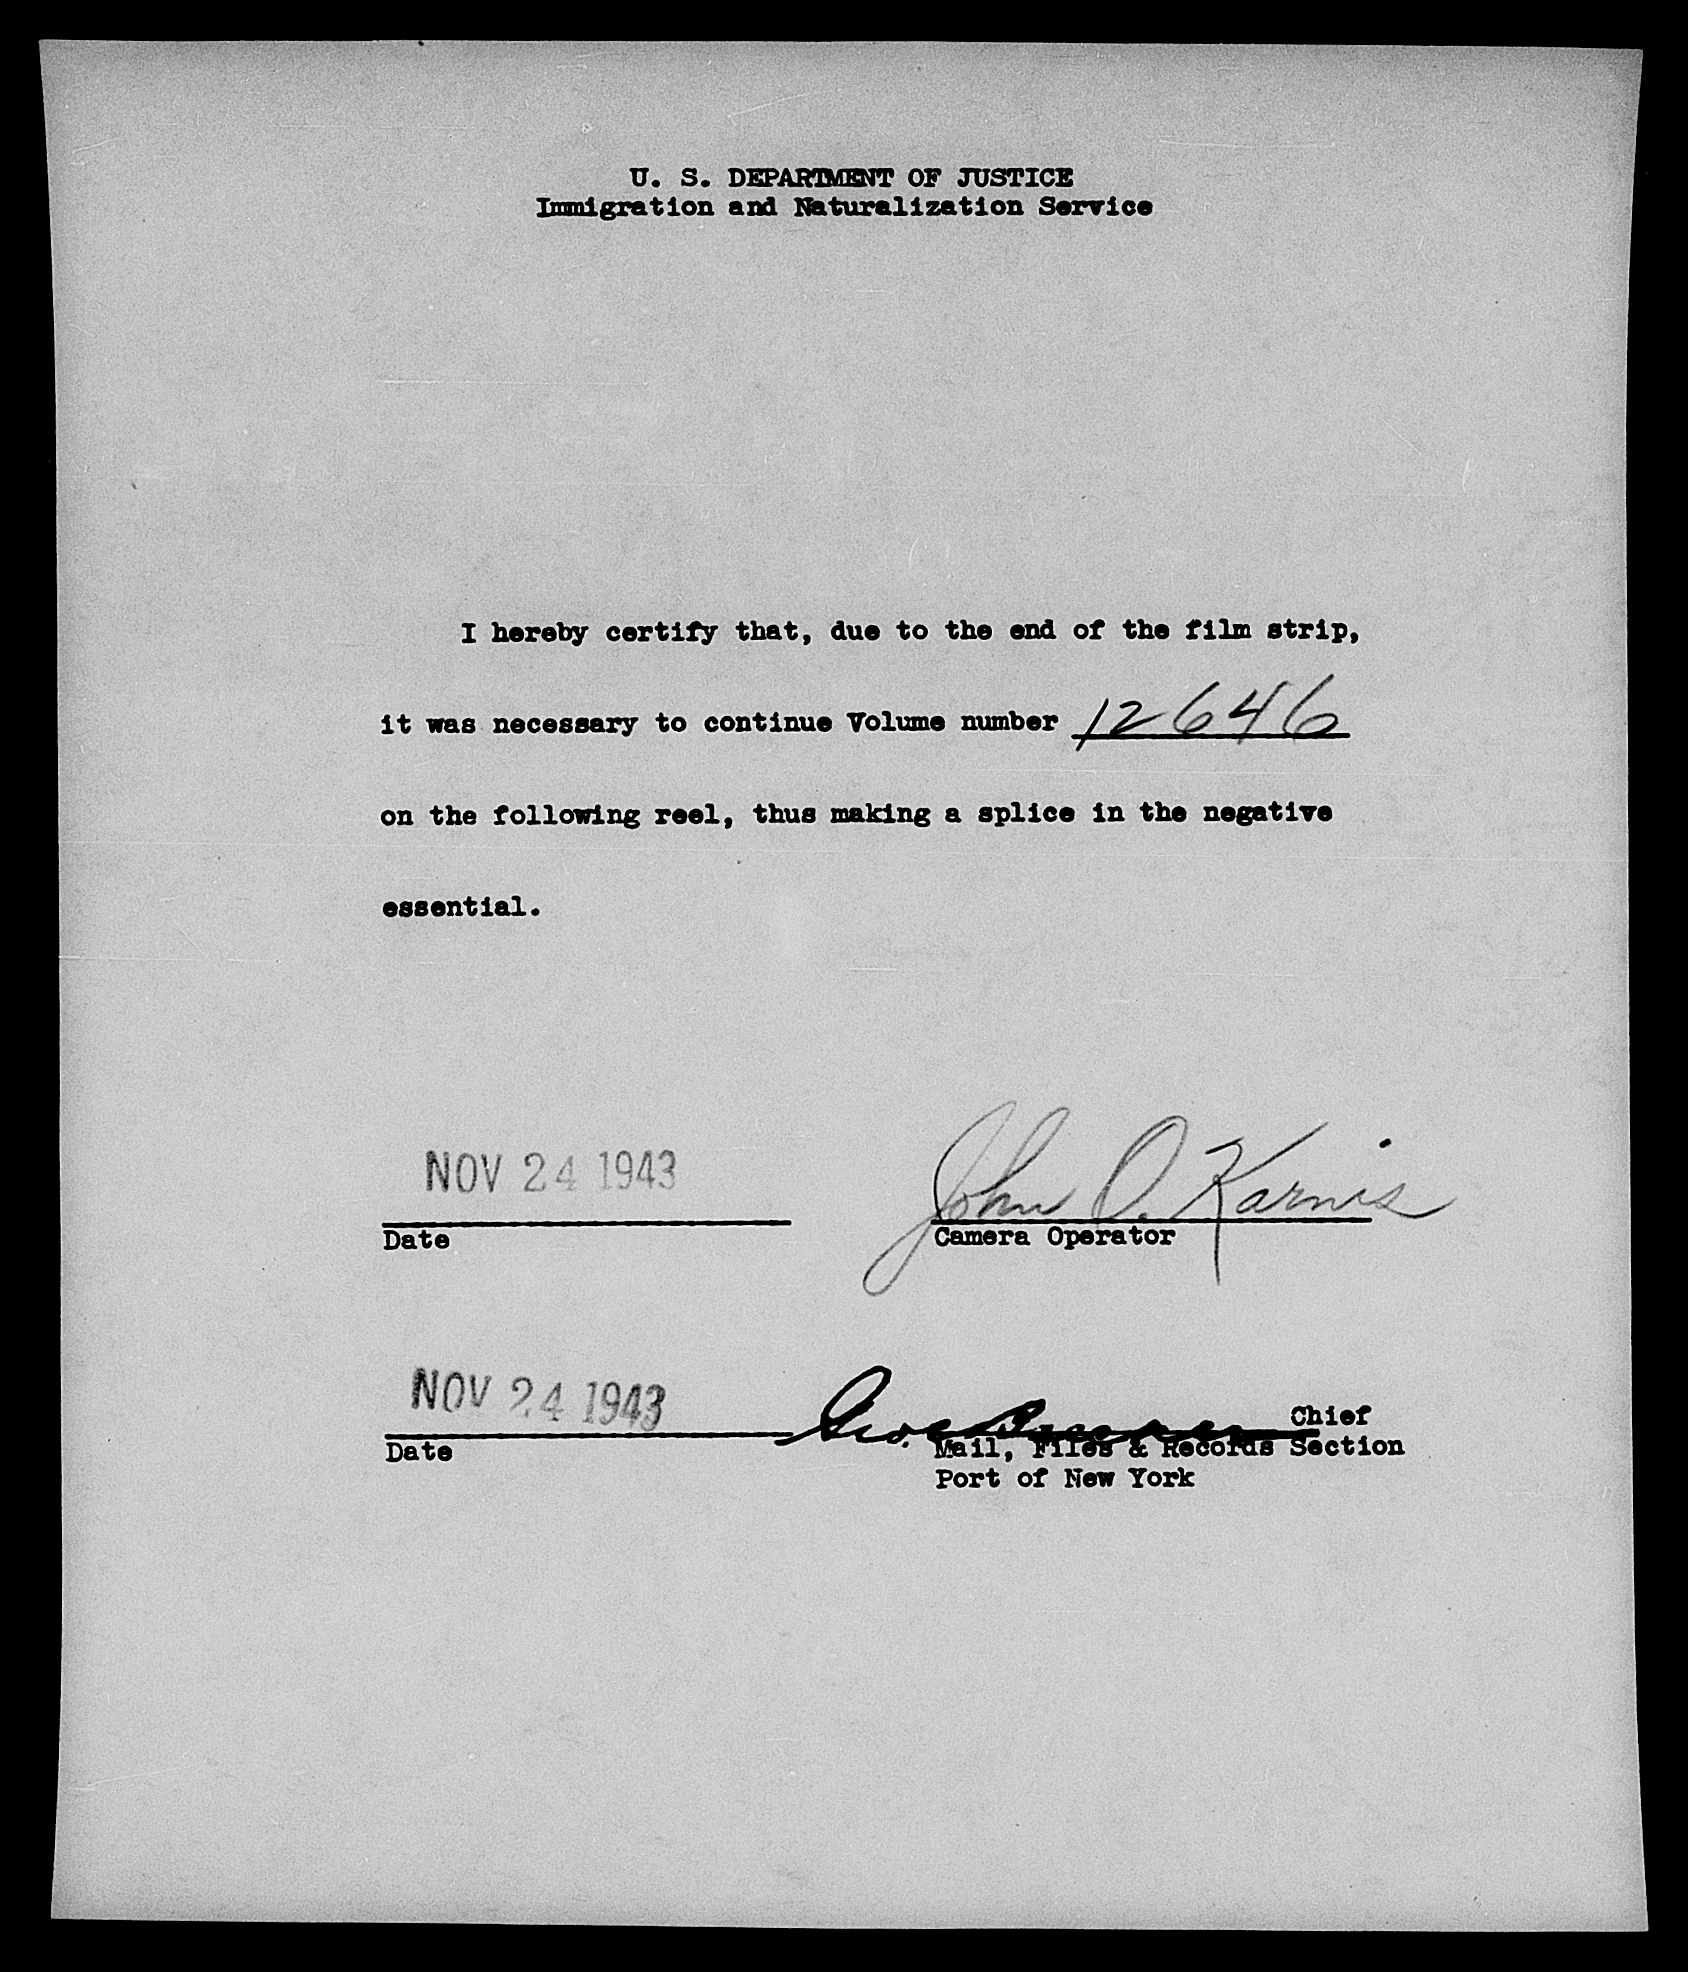 U. S. DEPARTMENT OF JUSTICE
Immigration and Naturalization Service
I hereby certify that, due to the end of the film strip,
it was necessary to continue Volume number 12646
on the following reel, thus making a splice in the negative
essential.
NOV 24 1943
John O. Karnis
Date
Camera Operator
NOV 24 1943
Geo.
Chief
Date
Mail, Files & Records Section
Port of New York